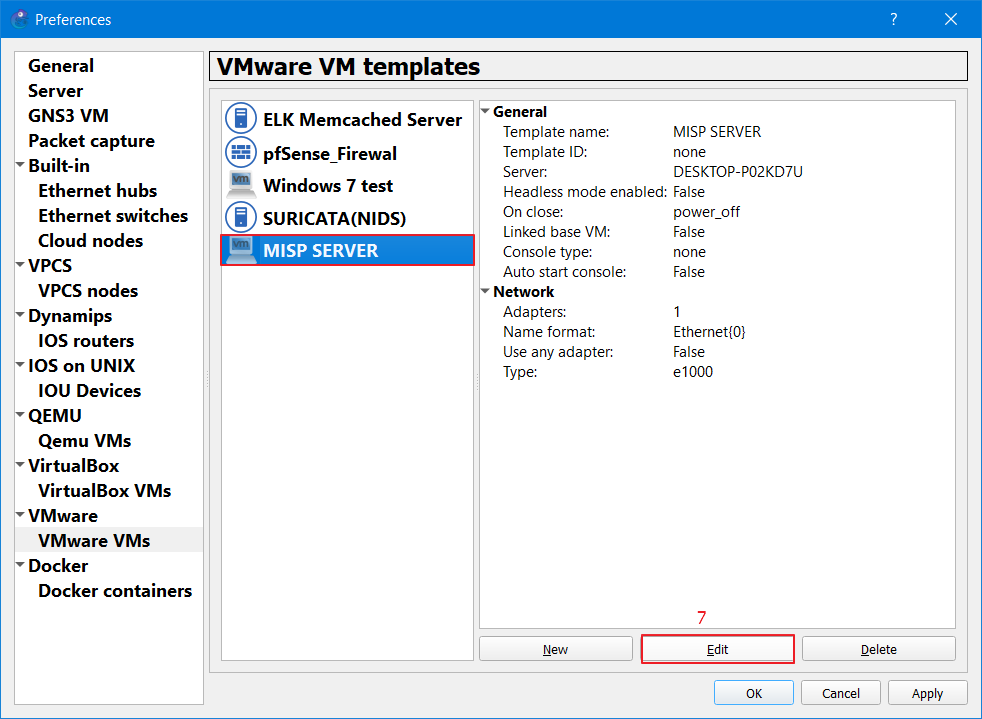 Preferences
?
General
Server
GNS3 VM
Packet capture
Built-in
Ethernet hubs
Ethernet switches
Cloud nodes
VPCS
VPCS nodes
Dynamips
IOS routers
IOS on UNIX
IOU Devices
QEMU
Qemu VMs
VirtualBox
VirtualBox VMs
VMware
VMware VMs
Docker
Docker containers
VMware VM templates
ELK Memcached Server
pfSense_Firewal
vm Windows 7 test
SURICATA(NIDS)
vm MISP SERVER
General
Template name: MISP SERVER
Template ID: none
Server: DESKTOP-P02KD7U
Headless mode enabled: False
On close: power_off
Linked base VM: False
Console type: none
Auto start console: False
Network
Adapters: 1
Name format: Ethernet{0}
Use any adapter: False
Type: e1000
7
New Edit Delete
OK Cancel Apply